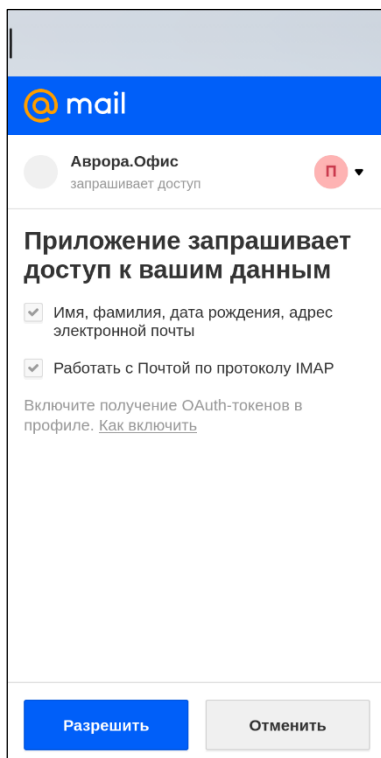 @ mail
Аврора.Офис
запрашивает доступ
П
Приложение запрашивает
доступ к вашим данным
Имя, фамилия, дата рождения, адрес
электронной почты
Работать с Почтой по протоколу IMAP
Включите получение OAuth-токенов в
профиле. Как включить
Разрешить
Отменить